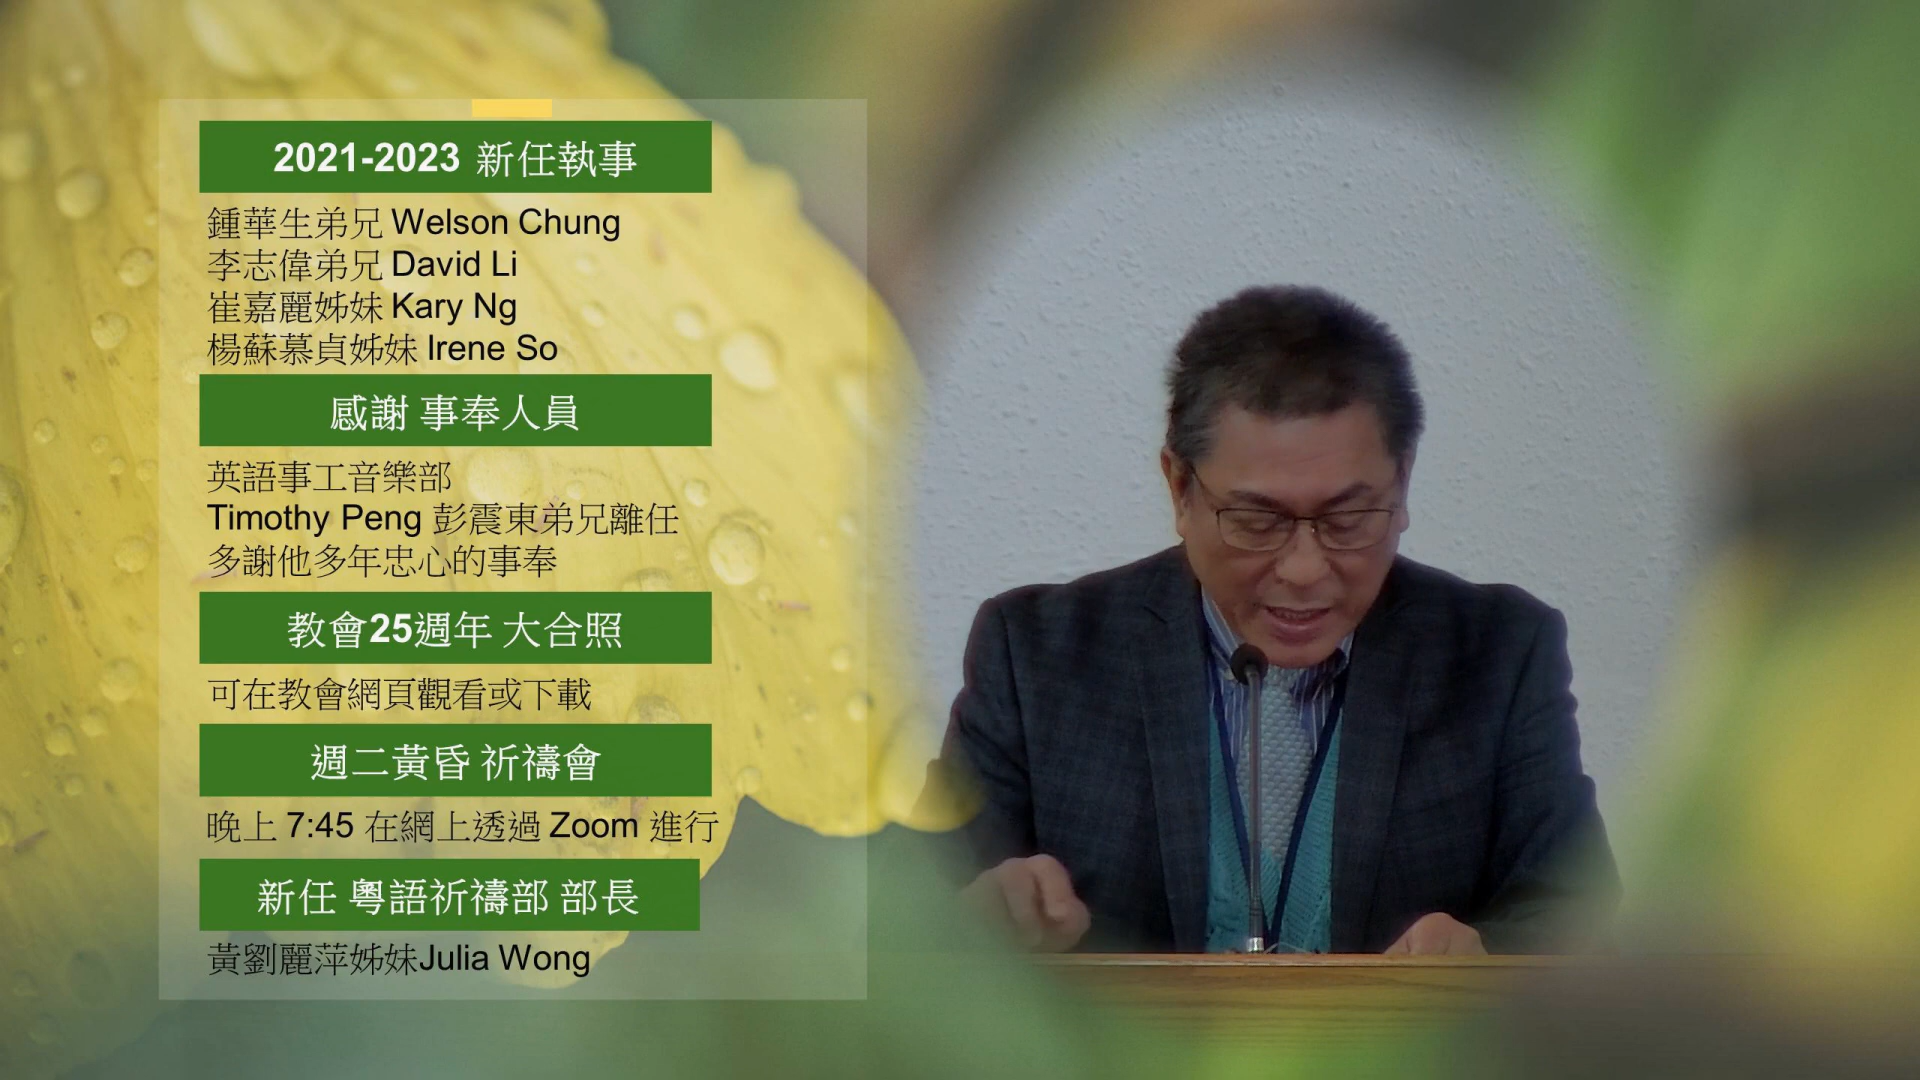 2021-2023 新任執事
鍾華生弟兄 Welson Chung
李志偉弟兄 David Li
崔嘉麗姊妹 Kary Ng
楊蘇慕貞姊妹 Irene So
感謝 事奉人員
英語事工音樂部
Timothy Peng 彭震東弟兄離任
多謝他多年忠心的事奉
教會25週年 大合照
可在教會網頁觀看或下載
週二黃昏 祈禱會
晚上 7:45 在網上透過 Zoom 進行
新任 粵語祈禱部 部長
黃劉麗萍姊妹Julia Wong